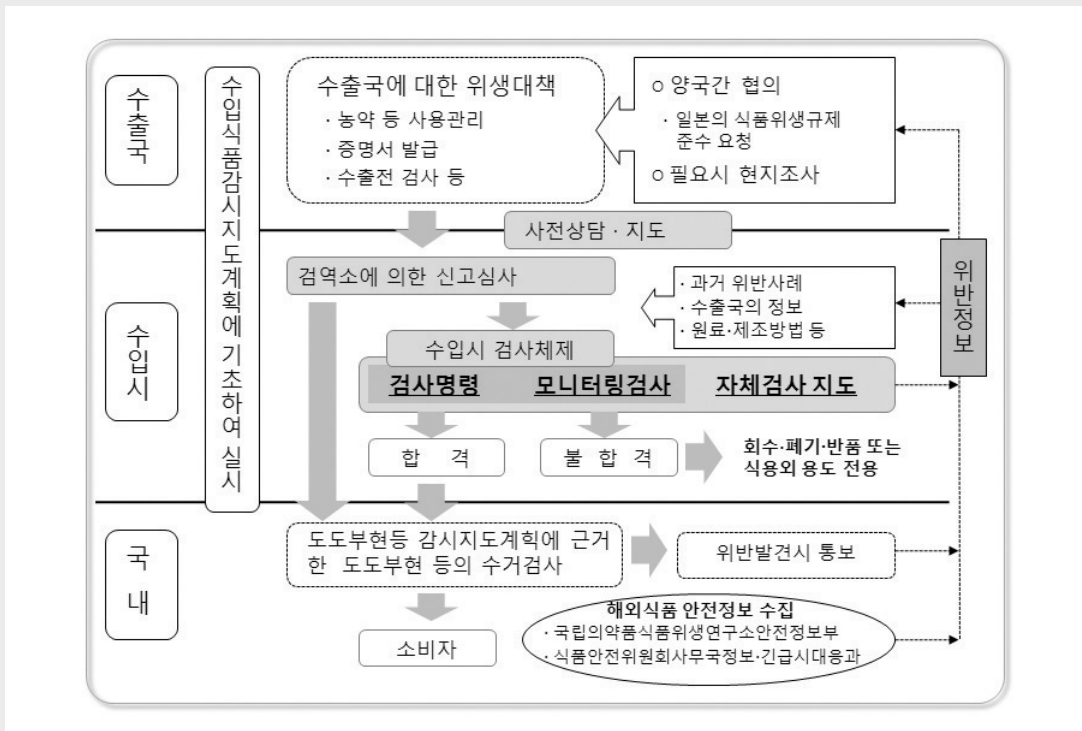 수출국
수입식품감시지도계획에 기초하여 실시
수출국에 대한 위생대책
· 농약 등 사용관리
· 증명서 발급
· 수출전 검사 등
o 양국간 협의
· 일본의 식품위생규제
준수 요청
o 필요시 현지조사
사전상담 · 지도
수입시
검역소에 의한 신고심사
· 과거 위반사례
· 수출국의 정보
· 원료·제조방법 등
위반정보
수입시 검사체제
검사명령 모니터링검사 자체검사 지도
합 격
불 합 격
회수·폐기·반품 또는
식용외 용도 전용
국내
도도부현등 감시지도계힉에 근거
한 도도부현 등의 수거검사
위반발견시 통보
소비자
해외식품 안전정보 수집
· 국립의약품식품위생연구소안전정보부
· 식품안전위원회사무국정보·긴급시대응과